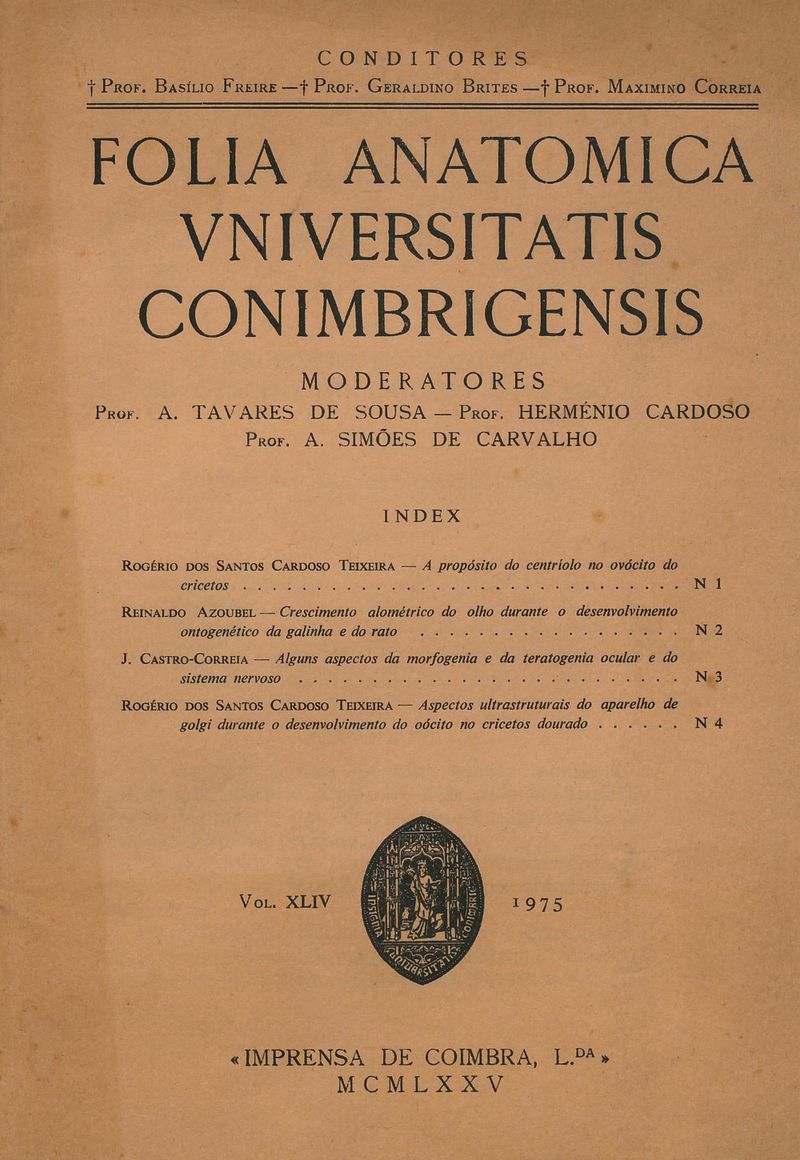 CONDITORES
† Prof. Basílio Freire — † Prof. Geraldino Brites — † Prof. Maximino Correia
FOLIA ANATOMICA
VNIVERSITATIS
CONIMBRIGENSIS
MODERATORES
Prof. A. TAVARES DE SOUSA — Prof. HERMÉNIO CARDOSO
Prof. A. SIMÕES DE CARVALHO
INDEX
Rogério dos Santos Cardoso Teixeira — A propósito do centríolo no ovócito do
cricetos . . . . . . . . . . . . . . . . . . . . . . . . . . . . . . N 1
Reinaldo Azoubel — Crescimento alométrico do olho durante o desenvolvimento
ontogenético da galinha e do rato . . . . . . . . . . . . . . . . . . N 2
J. Castro-Correia — Alguns aspectos da morfogenia e da teratogenia ocular e do
sistema nervoso . . . . . . . . . . . . . . . . . . . . . . . . . . N 3
Rogério dos Santos Cardoso Teixeira — Aspectos ultrastruturais do aparelho de
golgi durante o desenvolvimento do oócito no cricetos dourado . . . . . . N 4
Vol. XLIV
INSIGNIA
UNIVERSITATIS
1975
«IMPRENSA DE COIMBRA, L.DA»
MCMLXXV